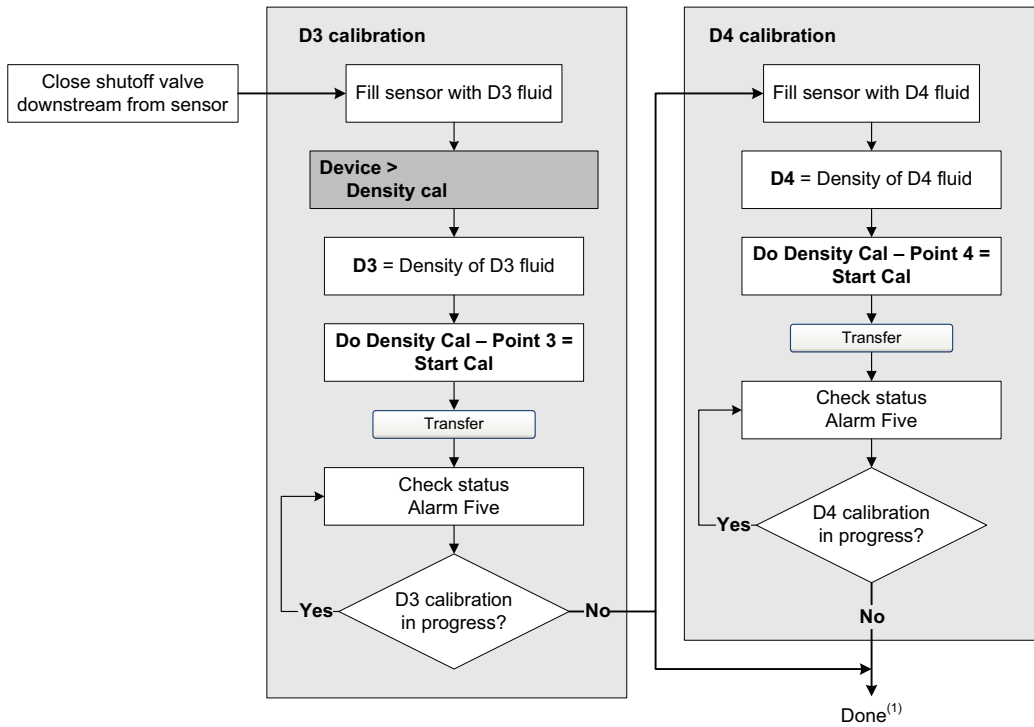 Close shutoff valve
downstream from sensor
D3 calibration
Fill sensor with D3 fluid
Device >
Density cal
D3 = Density of D3 fluid
Do Density Cal – Point 3 =
Start Cal
Transfer
Check status
Alarm Five
D3 calibration
in progress?
Yes
No
D4 calibration
Fill sensor with D4 fluid
D4 = Density of D4 fluid
Do Density Cal – Point 4 =
Start Cal
Transfer
Check status
Alarm Five
D4 calibration
in progress?
Yes
No
Done(1)